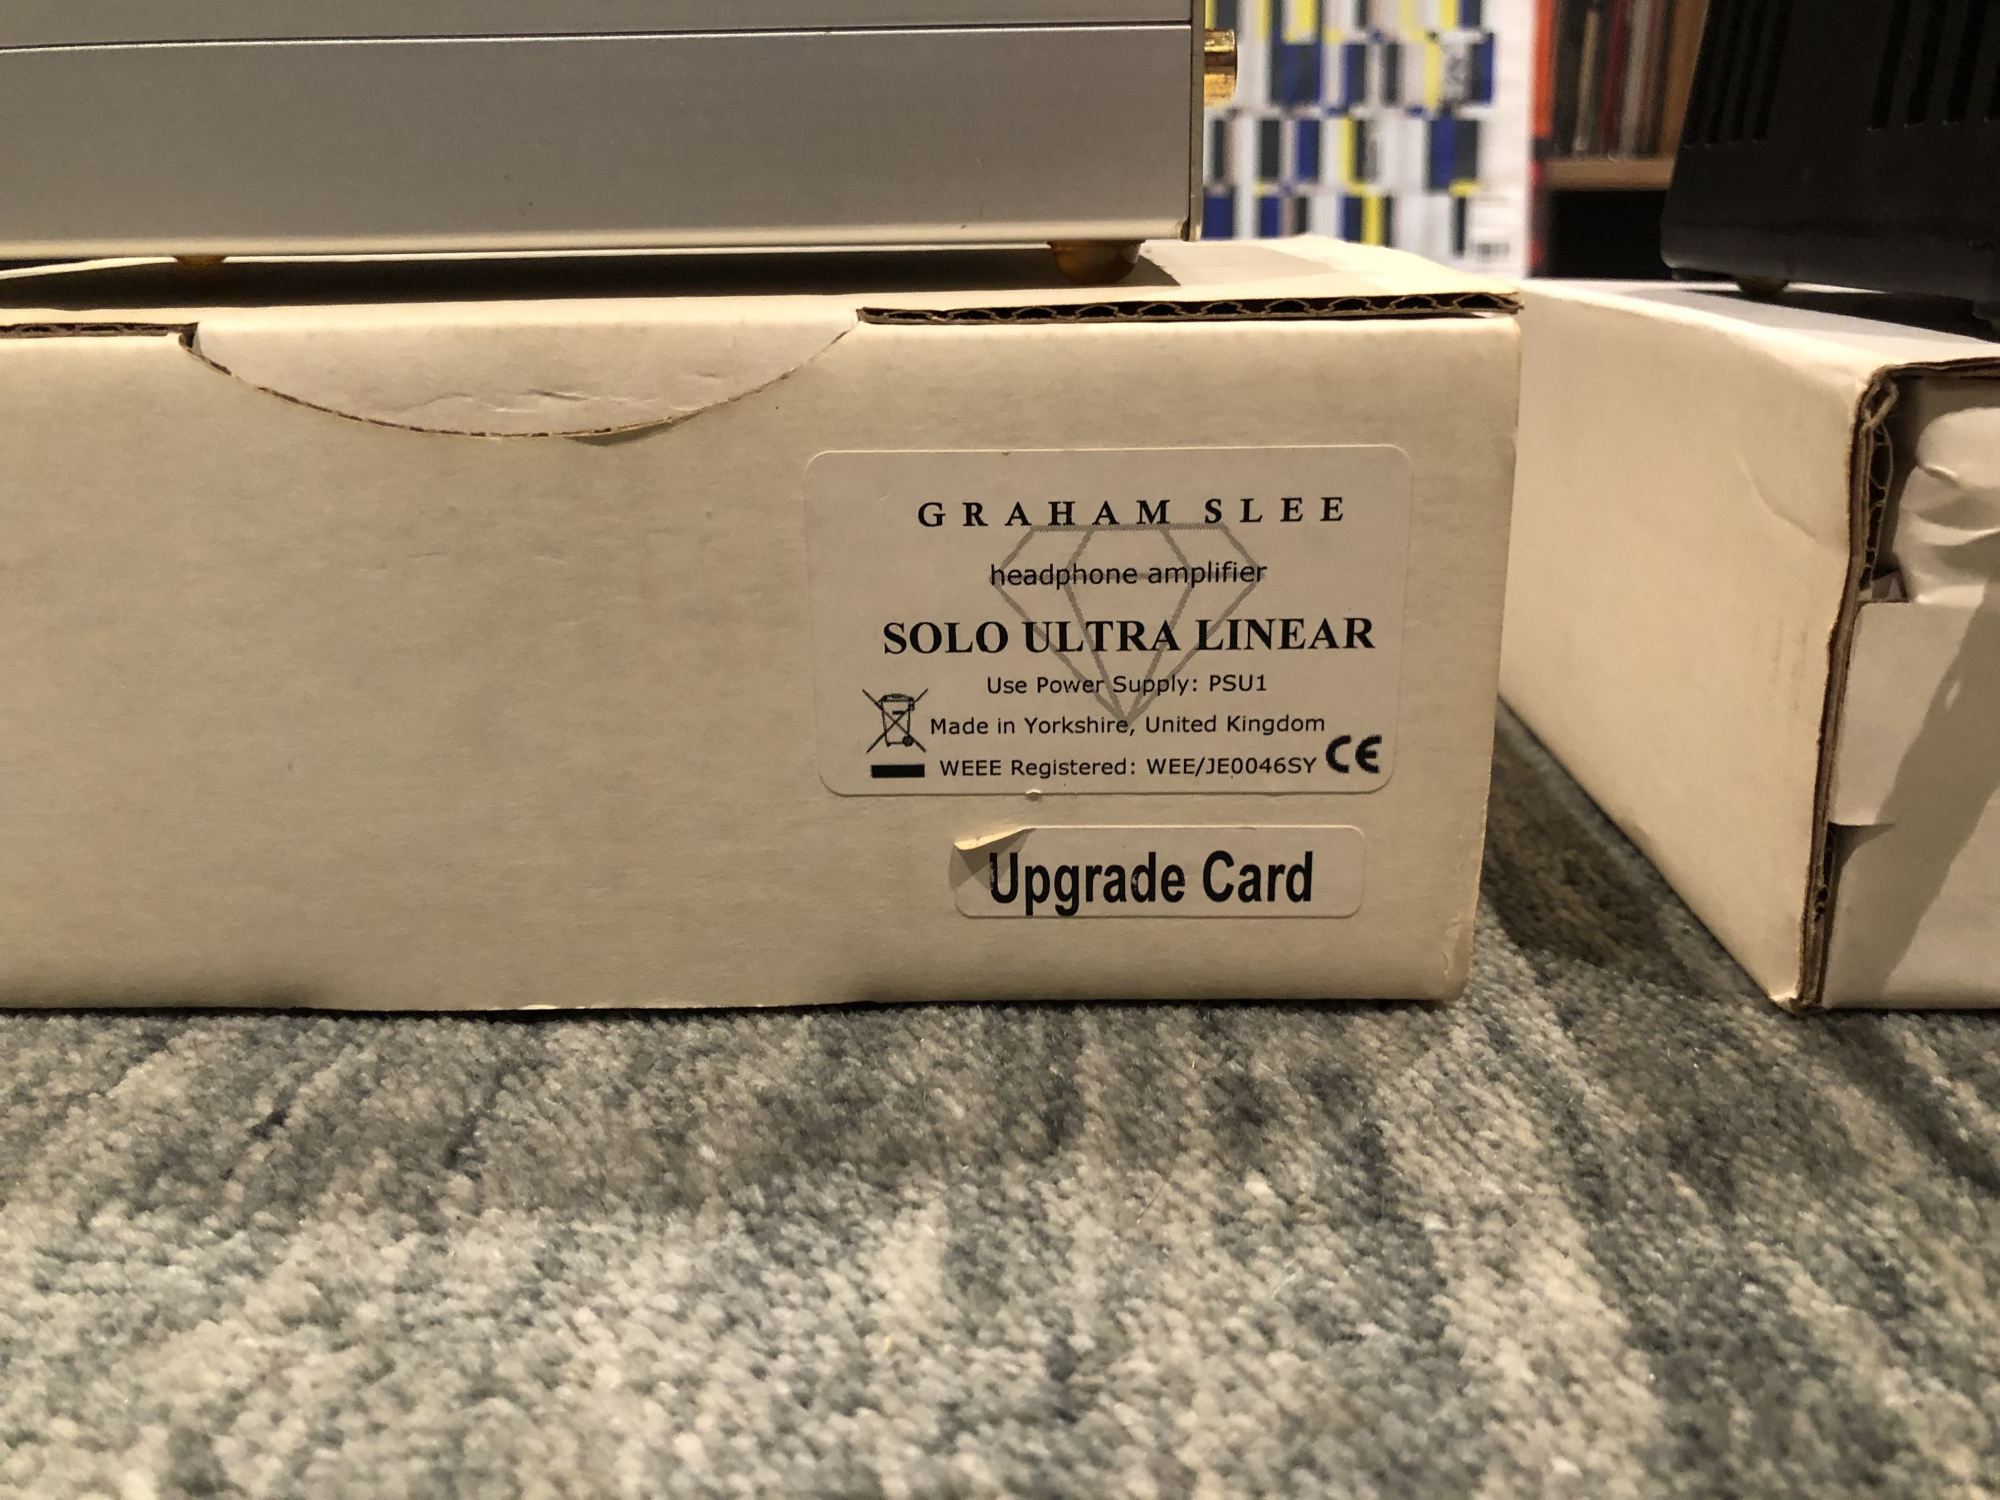 GRAHAM SLEE
headphone amplifier
SOLO ULTRA LINEAR
Use Power Supply: PSU1
Made in Yorkshire, United Kingdom
WEEE Registered: WEE/JE0046SY CE
Upgrade Card